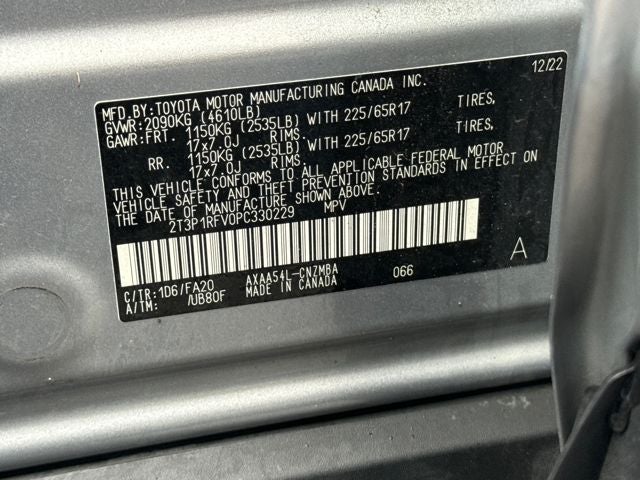 MFD.BY:TOYOTA MOTOR MANUFACTURING CANADA INC. 12/22
GVWR:2090KG (4610LB)
GAWR:FRT. 1150KG (2535LB) WITH 225/65R17 TIRES,
17x7.0J RIMS.
RR. 1150KG (2535LB) WITH 225/65R17 TIRES,
17x7.0J RIMS.
THIS VEHICLE CONFORMS TO ALL APPLICABLE FEDERAL MOTOR
VEHICLE SAFETY AND THEFT PREVENTION STANDARDS IN EFFECT ON
THE DATE OF MANUFACTURE SHOWN ABOVE.
2T3P1RFV0PC330229 MPV
A
C/TR:1D6/FA20 AXAA54L-CNZMBA 066
A/TM: /UB80F MADE IN CANADA